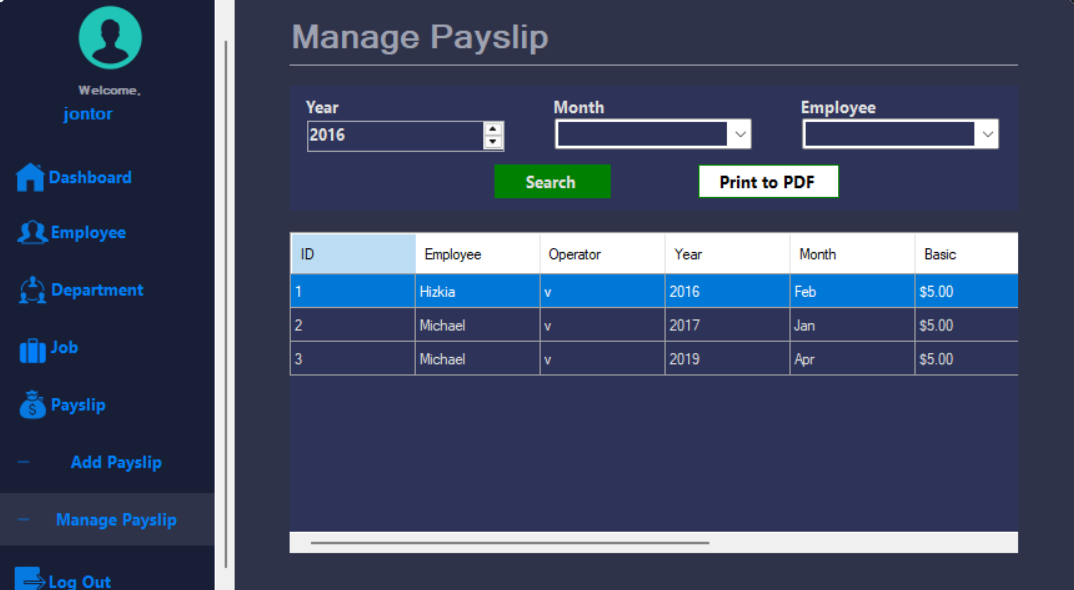 Welcome,
jontor
Dashboard
Employee
Department
Job
Payslip
Add Payslip
Manage Payslip
Log Out
Manage Payslip
Year Month Employee
2016
Search Print to PDF
ID Employee Operator Year Month Basic
1 Hizkia v 2016 Feb $5.00
2 Michael v 2017 Jan $5.00
3 Michael v 2019 Apr $5.00